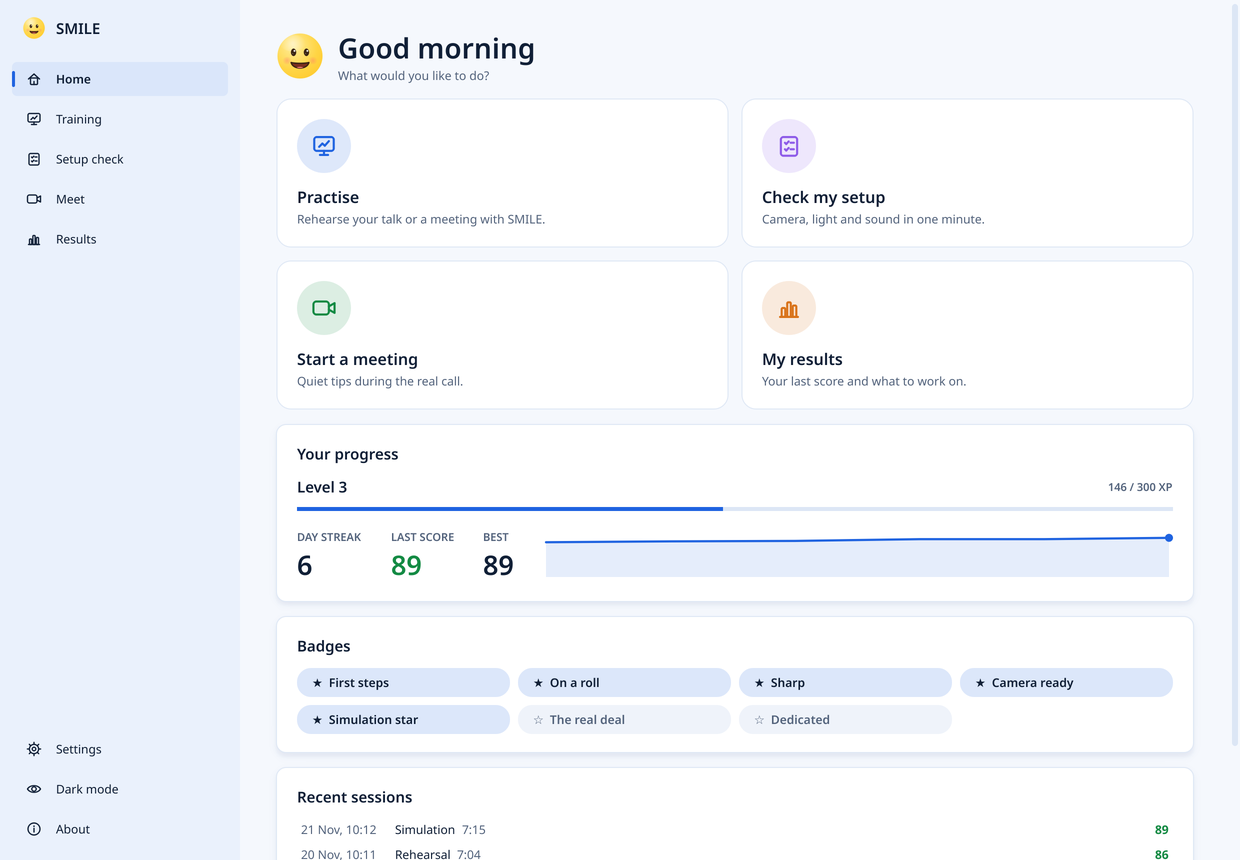 SMILE
Home
Training
Setup check
Meet
Results
Settings
Dark mode
About
Good morning
What would you like to do?
Practise
Rehearse your talk or a meeting with SMILE.
Check my setup
Camera, light and sound in one minute.
Start a meeting
Quiet tips during the real call.
My results
Your last score and what to work on.
Your progress
Level 3
146 / 300 XP
DAY STREAK LAST SCORE BEST
6 89 89
Badges
★ First steps ★ On a roll ★ Sharp ★ Camera ready
★ Simulation star ☆ The real deal ☆ Dedicated
Recent sessions
21 Nov, 10:12 Simulation 7:15 89
20 Nov, 10:11 Rehearsal 7:04 86